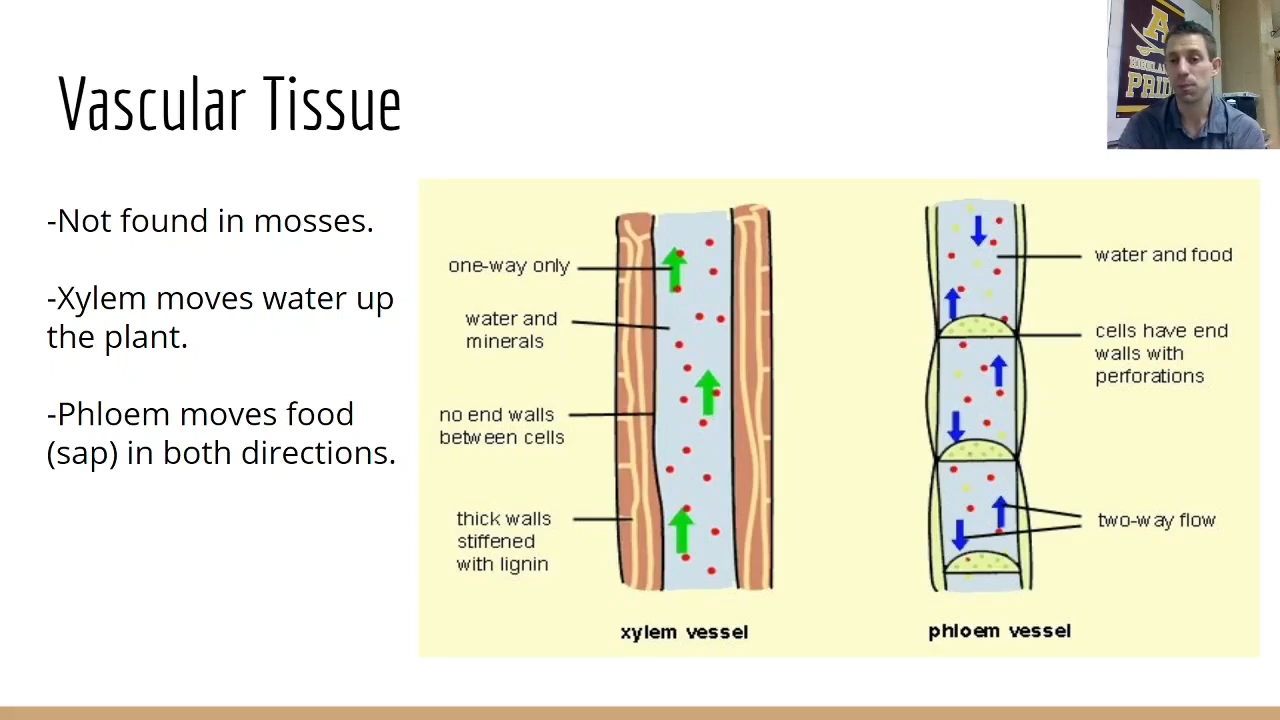 Vascular Tissue
-Not found in mosses.
-Xylem moves water up
the plant.
-Phloem moves food
(sap) in both directions.
one-way only
water and
minerals
no end walls
between cells
thick walls
stiffened
with lignin
xylem vessel
water and food
cells have end
walls with
perforations
two-way flow
phloem vessel
A